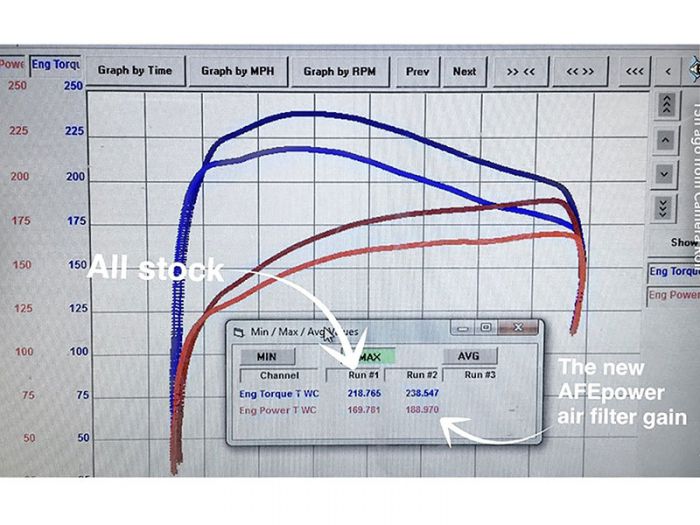 Powe Eng Torqu Graph by Time Graph by MPH Graph by RPM Prev Next >> << << >> <<< <
250 250
225 225
200 200
175 175
150 150
125 125
100 100
75 75
50 50
Show
Eng Torque
Eng Power
All stock
Min / Max / Avg Values
MIN MAX AVG
Channel Run #1 Run #2 Run #3
Eng Torque T WC 218.765 238.547
Eng Power T WC 169.781 188.970
The new
AFEpower
air filter gain